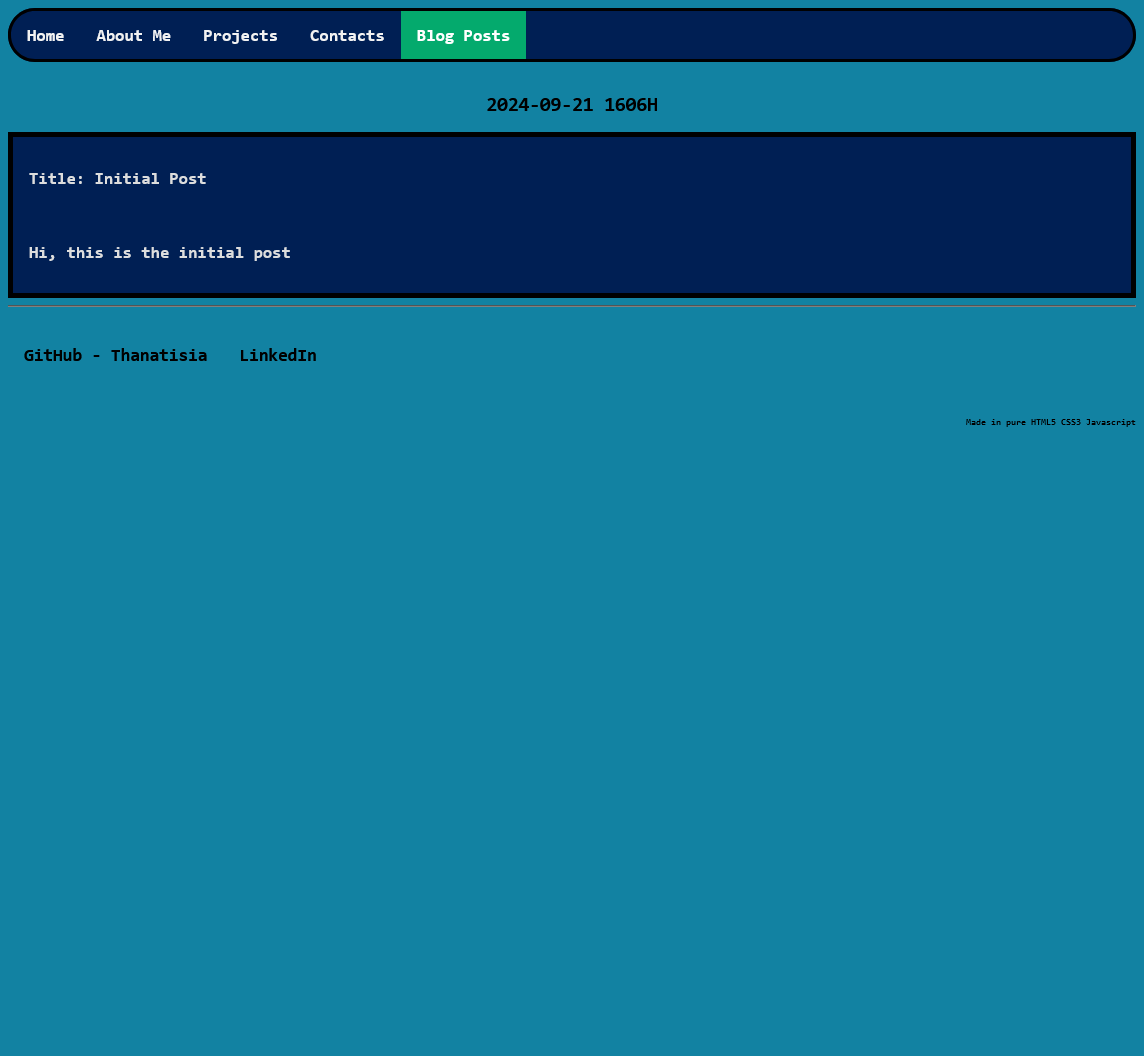 Home About Me Projects Contacts Blog Posts
2024-09-21 1606H
Title: Initial Post
Hi, this is the initial post
GitHub - Thanatisia LinkedIn
Made in pure HTML5 CSS3 Javascript